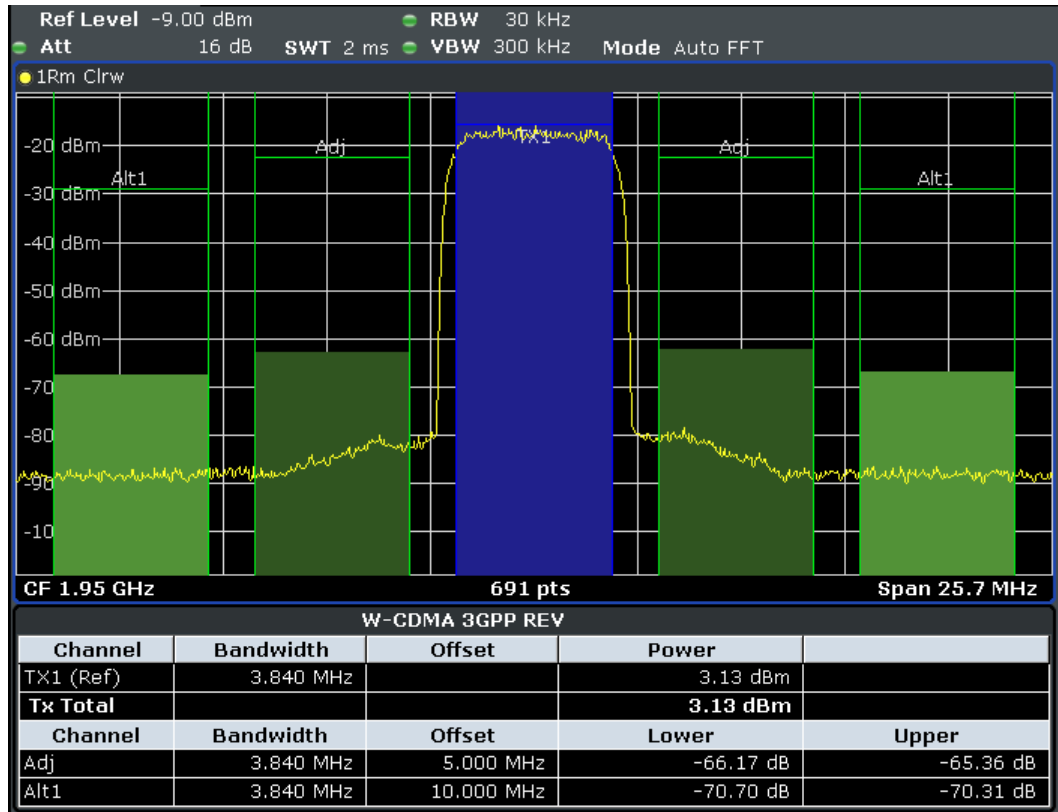 Ref Level -9.00 dBm RBW 30 kHz
Att 16 dB SWT 2 ms VBW 300 kHz Mode Auto FFT
1Rm Clrw
-20 dBm Adj TX1 Adj
Alt1 Alt1
-30 dBm
-40 dBm
-50 dBm
-60 dBm
-70
-80
-90
-10
CF 1.95 GHz 691 pts Span 25.7 MHz
W-CDMA 3GPP REV
Channel Bandwidth Offset Power
TX1 (Ref) 3.840 MHz 3.13 dBm
Tx Total 3.13 dBm
Channel Bandwidth Offset Lower Upper
Adj 3.840 MHz 5.000 MHz -66.17 dB -65.36 dB
Alt1 3.840 MHz 10.000 MHz -70.70 dB -70.31 dB